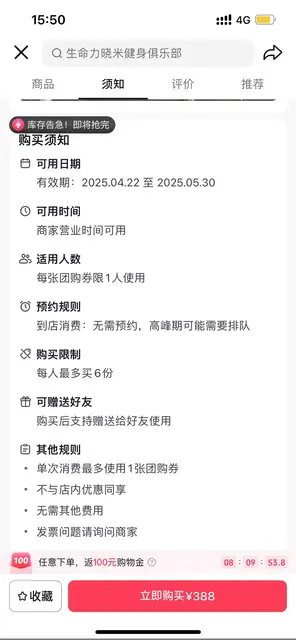 15:50
4G
生命力晓米健身俱乐部
商品
须知
评价
推荐
库存告急！即将抢完
购买须知
可用日期
有效期：2025.04.22 至 2025.05.30
可用时间
商家营业时间可用
适用人数
每张团购券限1人使用
预约规则
到店消费：无需预约，高峰期可能需要排队
购买限制
每人最多买6份
可赠送好友
购买后支持赠送给好友使用
其他规则
• 单次消费最多使用1张团购券
• 不与店内优惠同享
• 无需其他费用
• 发票问题请询问商家
100 任意下单，返100元购物金 ? 08 : 09 : 53.8
收藏
立即购买¥388